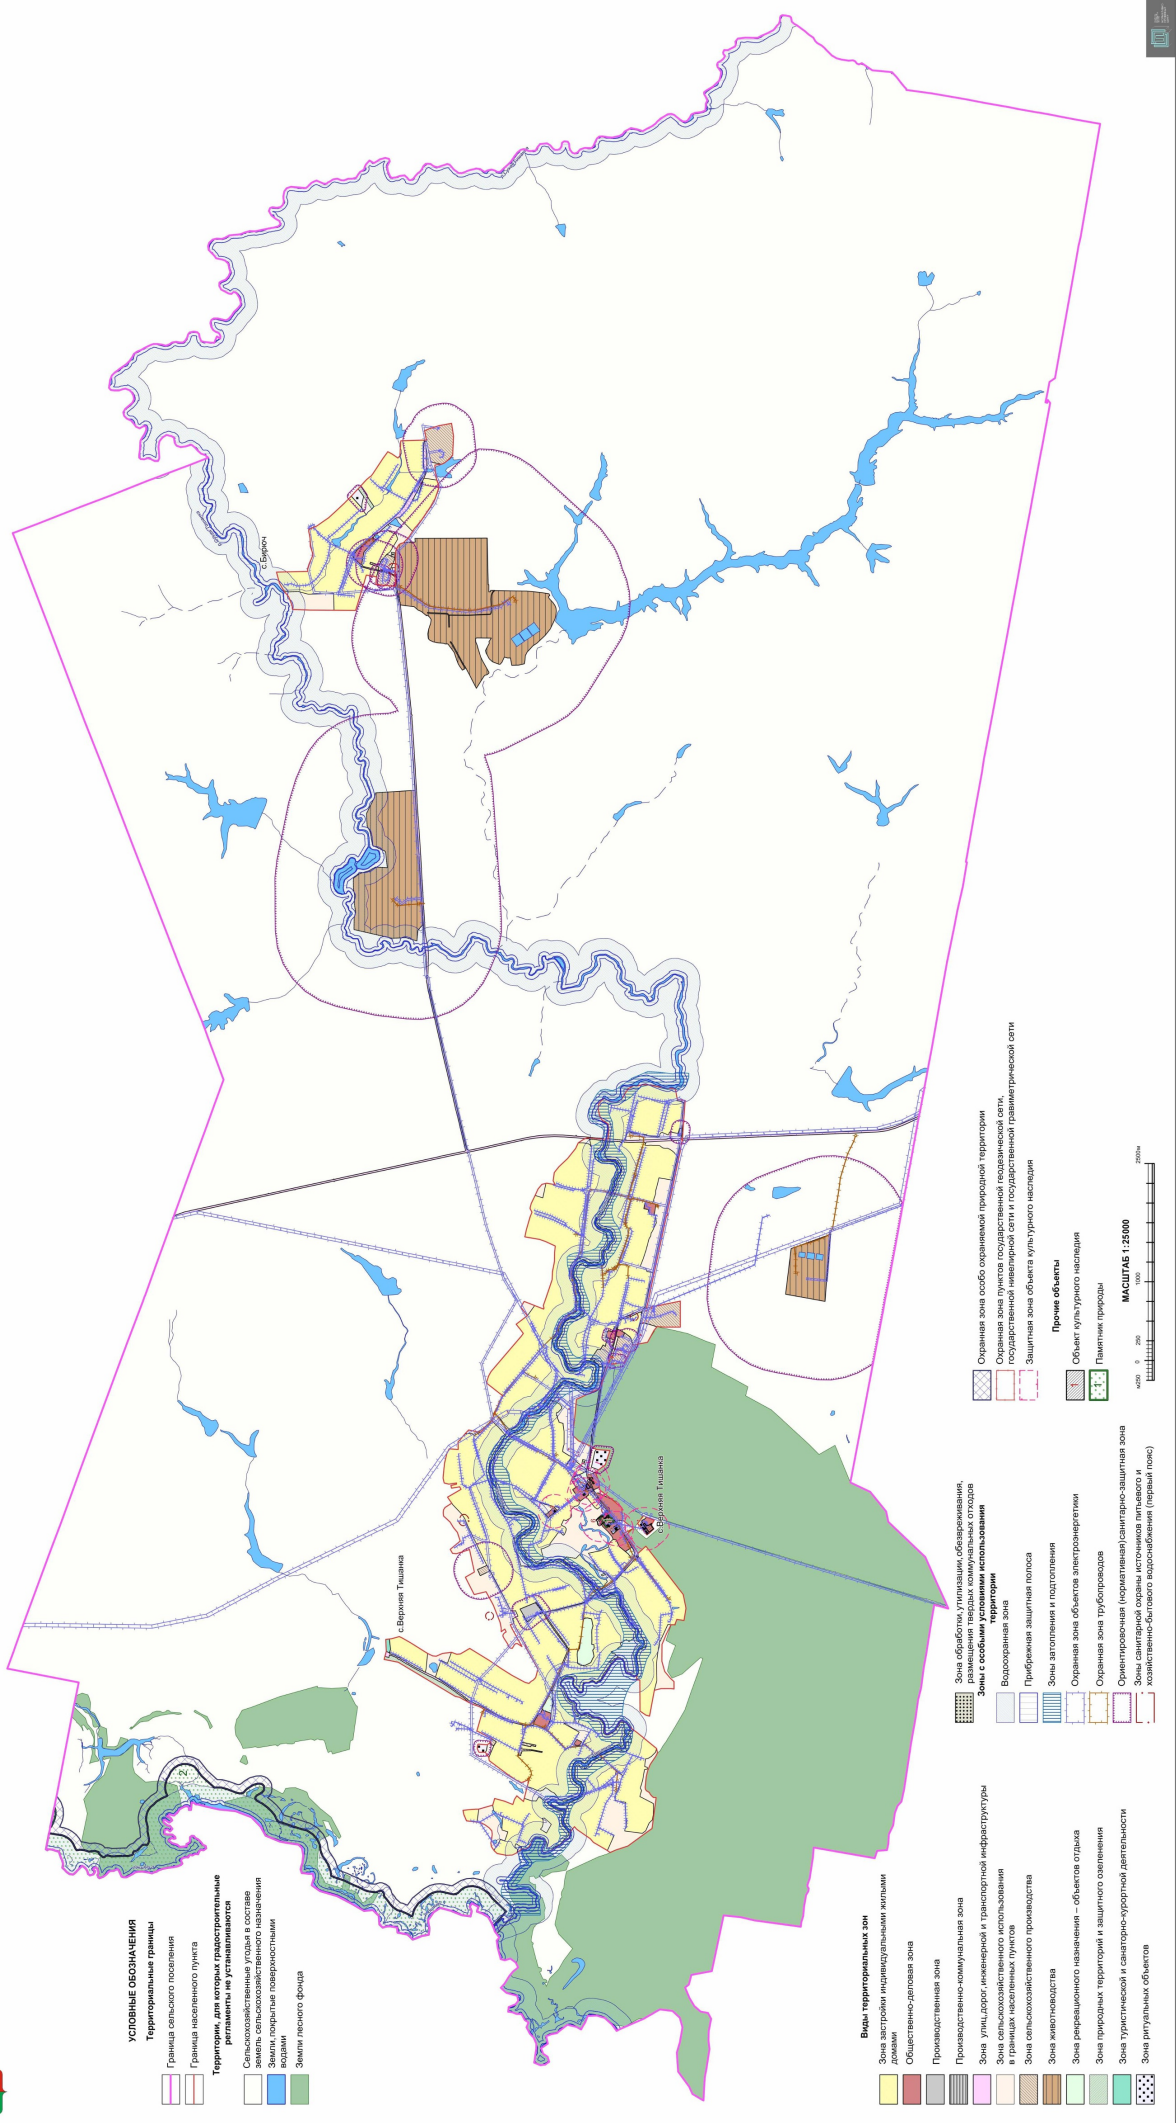 с.Бирюч
с.Верхняя Тишанка
с.Верхняя Тишанка
2
УСЛОВНЫЕ ОБОЗНАЧЕНИЯ
Территориальные границы
Граница сельского поселения
Граница населенного пункта
Территории, для которых градостроительные
регламенты не устанавливаются
Сельскохозяйственные угодья в составе
земель сельскохозяйственного назначения
Земли,покрытые поверхностными
водами
Земли лесного фонда
Виды территориальных зон
Зона застройки индивидуальными жилыми
домами
Общественно-деловая зона
Производственная зона
Производственно-коммунальная зона
Зона улиц,дорог,инженерной и транспортной инфраструктуры
Зона сельскохозяйственного использования
в границах населенных пунктов
Зона сельскохозяйственного производства
Зона животноводства
Зона рекреационного назначения – объектов отдыха
Зона природных территорий и защитного озеленения
Зона туристической и санаторно-курортной деятельности
Зона ритуальных объектов
Зона обработки,утилизации,обезвреживания,
размещения твердых коммунальных отходов
Зоны с особыми условиями использования
территории
Водоохранная зона
Прибрежная защитная полоса
Зоны затопления и подтопления
Охранная зона объектов электроэнергетики
Охранная зона трубопроводов
Ориентировочная (нормативная)санитарно-защитная зона
Зоны санитарной охраны источников питьевого и
хозяйственно-бытового водоснабжения (первый пояс)
Охранная зона особо охраняемой природной территории
Охранная зона пунктов государственной геодезической сети,
государственной нивелирной сети и государственной гравиметрической сети
Защитная зона объекта культурного наследия
Прочие объекты
1
Объект культурного наследия
1
Памятник природы
МАСШТАБ 1:25000
м250 0 250 1000 2500м